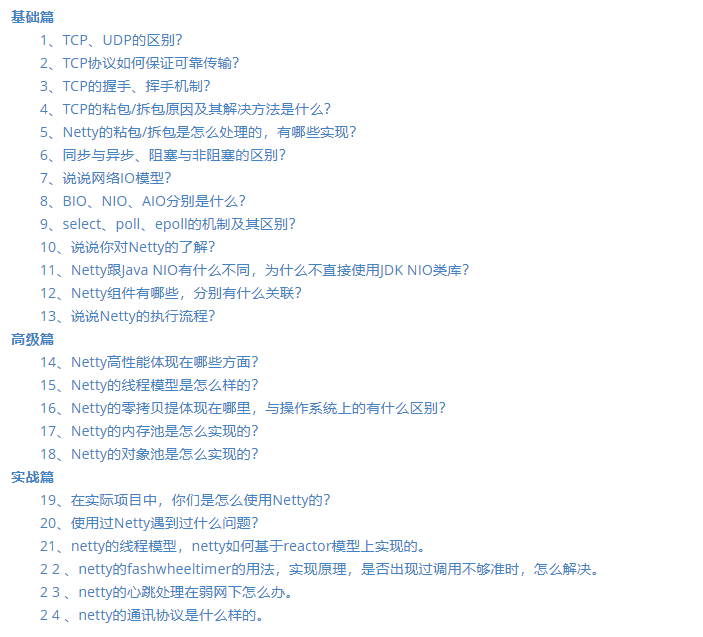 基础篇
1、TCP、UDP的区别?
2、TCP协议如何保证可靠传输?
3、TCP的握手、挥手机制?
4、TCP的粘包/拆包原因及其解决方法是什么?
5、Netty的粘包/拆包是怎么处理的，有哪些实现?
6、同步与异步、阻塞与非阻塞的区别?
7、说说网络IO模型?
8、BIO、NIO、AIO分别是什么?
9、select、poll、epoll的机制及其区别?
10、说说你对Netty的了解?
11、Netty跟Java NIO有什么不同，为什么不直接使用JDK NIO类库?
12、Netty组件有哪些，分别有什么关联?
13、说说Netty的执行流程?
高级篇
14、Netty高性能体现在哪些方面?
15、Netty的线程模型是怎么样的?
16、Netty的零拷贝提体现在哪里，与操作系统上的有什么区别?
17、Netty的内存池是怎么实现的?
18、Netty的对象池是怎么实现的?
实战篇
19、在实际项目中，你们是怎么使用Netty的?
20、使用过Netty遇到过什么问题?
21、netty的线程模型，netty如何基于reactor模型上实现的。
2 2 、netty的fashwheeltimer的用法，实现原理，是否出现过调用不够准时，怎么解决。
2 3 、netty的心跳处理在弱网下怎么办。
2 4 、netty的通讯协议是什么样的。